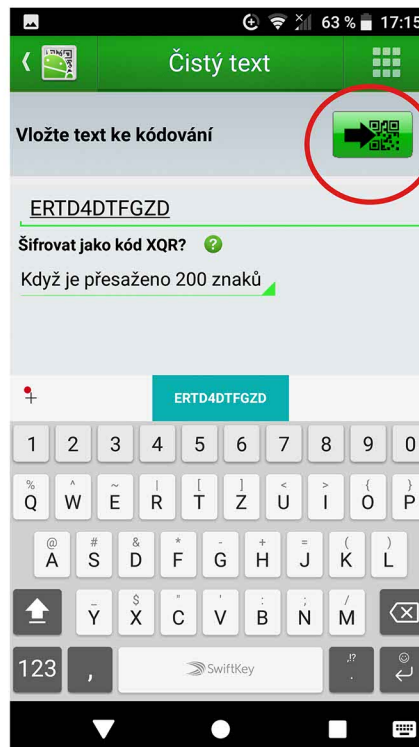 63 % 17:15
Čistý text
Vložte text ke kódování
ERTD4DTFGZD
Šifrovat jako kód XQR? ?
Když je přesaženo 200 znaků
ERTD4DTFGZD
1 2 3 4 5 6 7 8 9 0
% ^ ~ | [ ] < > { }
Q W E R T Z U I O P
@ # & * - + = ( )
A S D F G H J K L
_ $ " ' : ; /
Y X C V B N M
123 , SwiftKey !? .